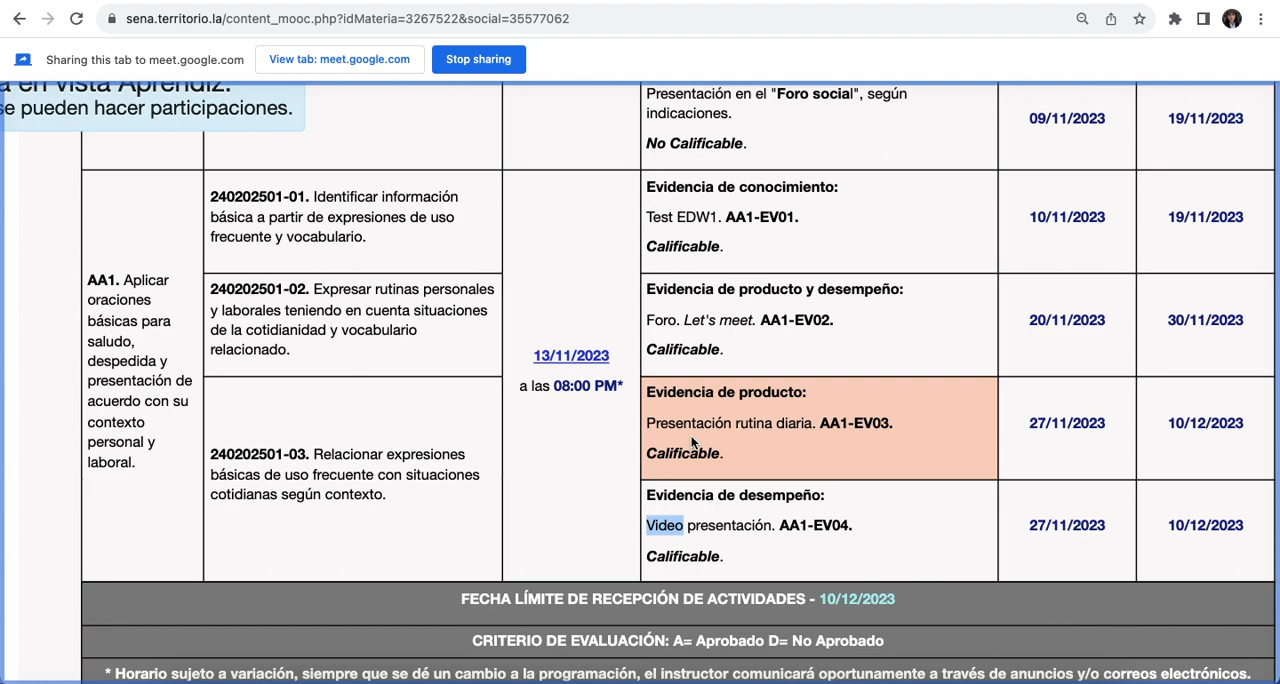 sena.territorio.la/content_mooc.php?idMateria=3267522&social=35577062
Sharing this tab to meet.google.com
View tab: meet.google.com
Stop sharing
a en vista Aprendiz.
se pueden hacer participaciones.
Presentación en el "Foro social", según
indicaciones.
No Calificable.
09/11/2023
19/11/2023
AA1. Aplicar
oraciones
básicas para
saludo,
despedida y
presentación de
acuerdo con su
contexto
personal y
laboral.
240202501-01. Identificar información
básica a partir de expresiones de uso
frecuente y vocabulario.
240202501-02. Expresar rutinas personales
y laborales teniendo en cuenta situaciones
de la cotidianidad y vocabulario
relacionado.
240202501-03. Relacionar expresiones
básicas de uso frecuente con situaciones
cotidianas según contexto.
13/11/2023
a las 08:00 PM*
Evidencia de conocimiento:
Test EDW1. AA1-EV01.
Calificable.
10/11/2023
19/11/2023
Evidencia de producto y desempeño:
Foro. Let's meet. AA1-EV02.
Calificable.
20/11/2023
30/11/2023
Evidencia de producto:
Presentación rutina diaria. AA1-EV03.
Calificable.
27/11/2023
10/12/2023
Evidencia de desempeño:
Video presentación. AA1-EV04.
Calificable.
27/11/2023
10/12/2023
FECHA LÍMITE DE RECEPCIÓN DE ACTIVIDADES - 10/12/2023
CRITERIO DE EVALUACIÓN: A= Aprobado D= No Aprobado
* Horario sujeto a variación, siempre que se dé un cambio a la programación, el instructor comunicará oportunamente a través de anuncios y/o correos electrónicos.